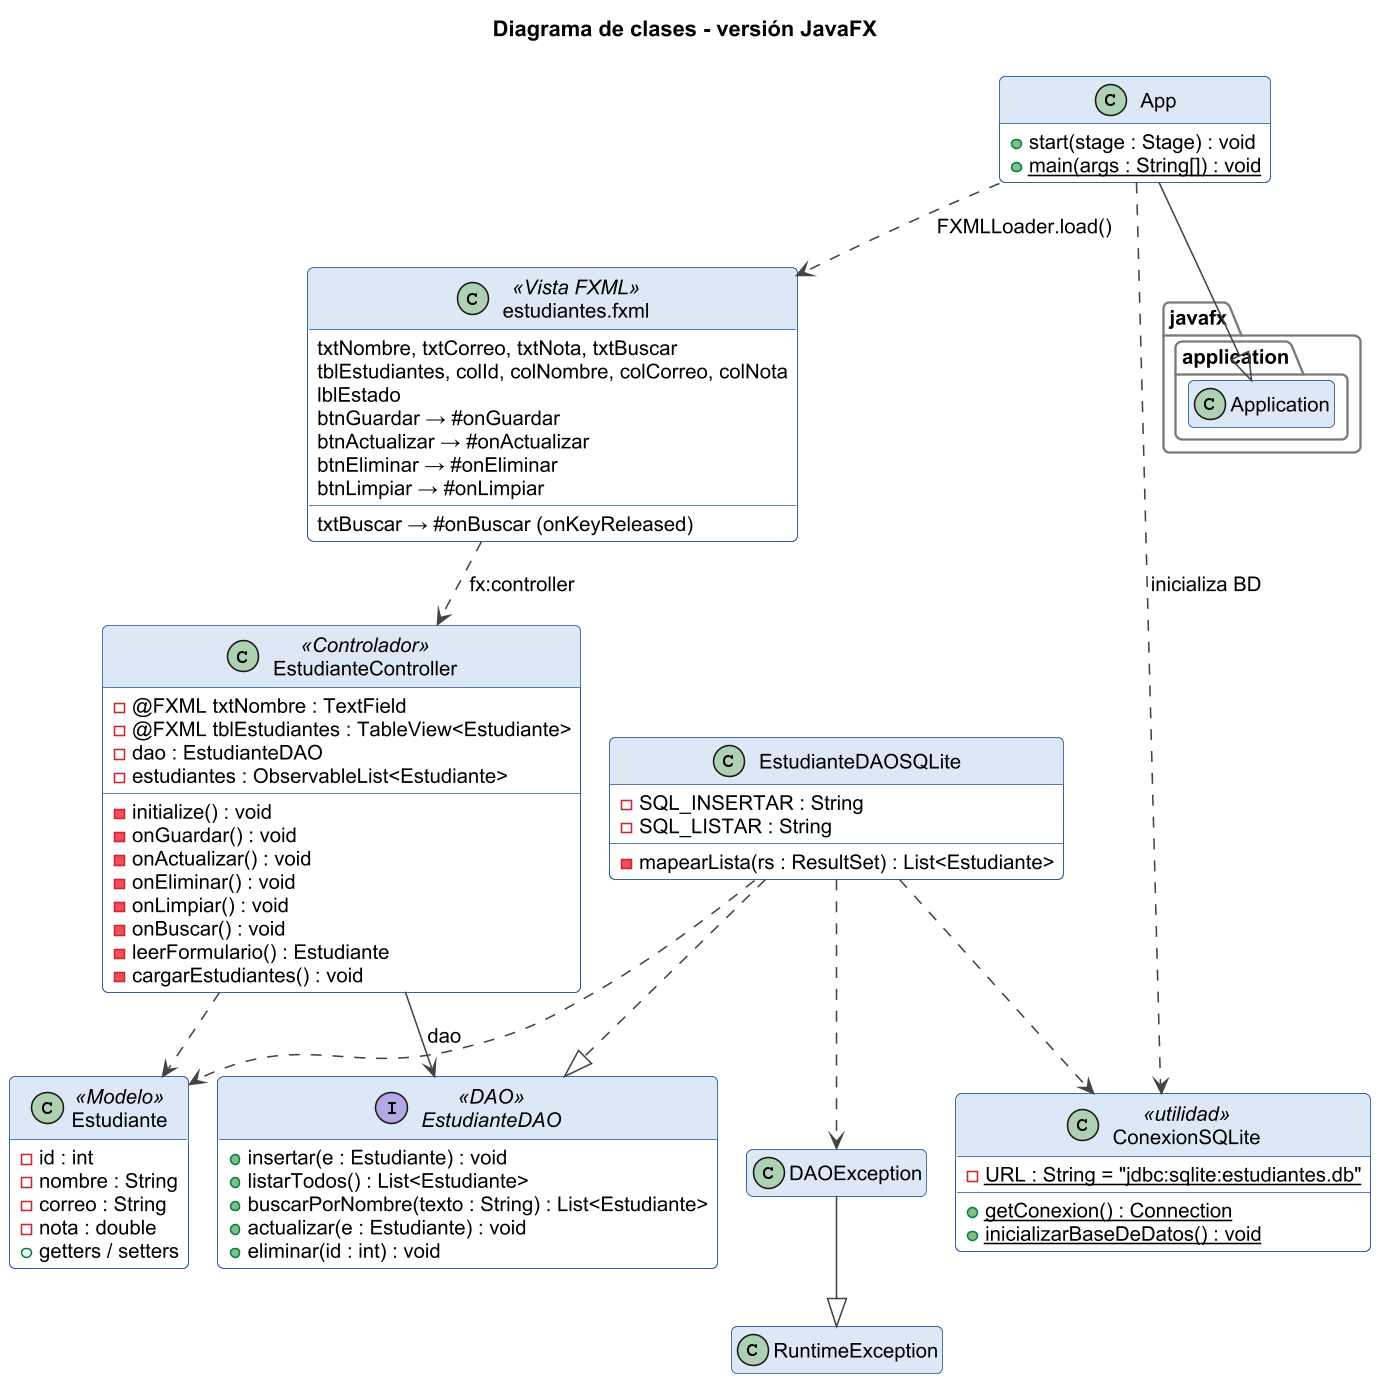 Diagrama de clases - versión JavaFX
C App
start(stage : Stage) : void
main(args : String[]) : void
FXMLLoader.load()
«Vista FXML»
C estudiantes.fxml
txtNombre, txtCorreo, txtNota, txtBuscar
tblEstudiantes, colId, colNombre, colCorreo, colNota
lblEstado
btnGuardar → #onGuardar
btnActualizar → #onActualizar
btnEliminar → #onEliminar
btnLimpiar → #onLimpiar
txtBuscar → #onBuscar (onKeyReleased)
javafx
application
C Application
fx:controller
inicializa BD
«Controlador»
C EstudianteController
@FXML txtNombre : TextField
@FXML tblEstudiantes : TableView<Estudiante>
dao : EstudianteDAO
estudiantes : ObservableList<Estudiante>
initialize() : void
onGuardar() : void
onActualizar() : void
onEliminar() : void
onLimpiar() : void
onBuscar() : void
leerFormulario() : Estudiante
cargarEstudiantes() : void
C EstudianteDAOSQLite
SQL_INSERTAR : String
SQL_LISTAR : String
mapearLista(rs : ResultSet) : List<Estudiante>
dao
«Modelo»
C Estudiante
id : int
nombre : String
correo : String
nota : double
getters / setters
«DAO»
I EstudianteDAO
insertar(e : Estudiante) : void
listarTodos() : List<Estudiante>
buscarPorNombre(texto : String) : List<Estudiante>
actualizar(e : Estudiante) : void
eliminar(id : int) : void
C DAOException
«utilidad»
C ConexionSQLite
URL : String = "jdbc:sqlite:estudiantes.db"
getConexion() : Connection
inicializarBaseDeDatos() : void
C RuntimeException